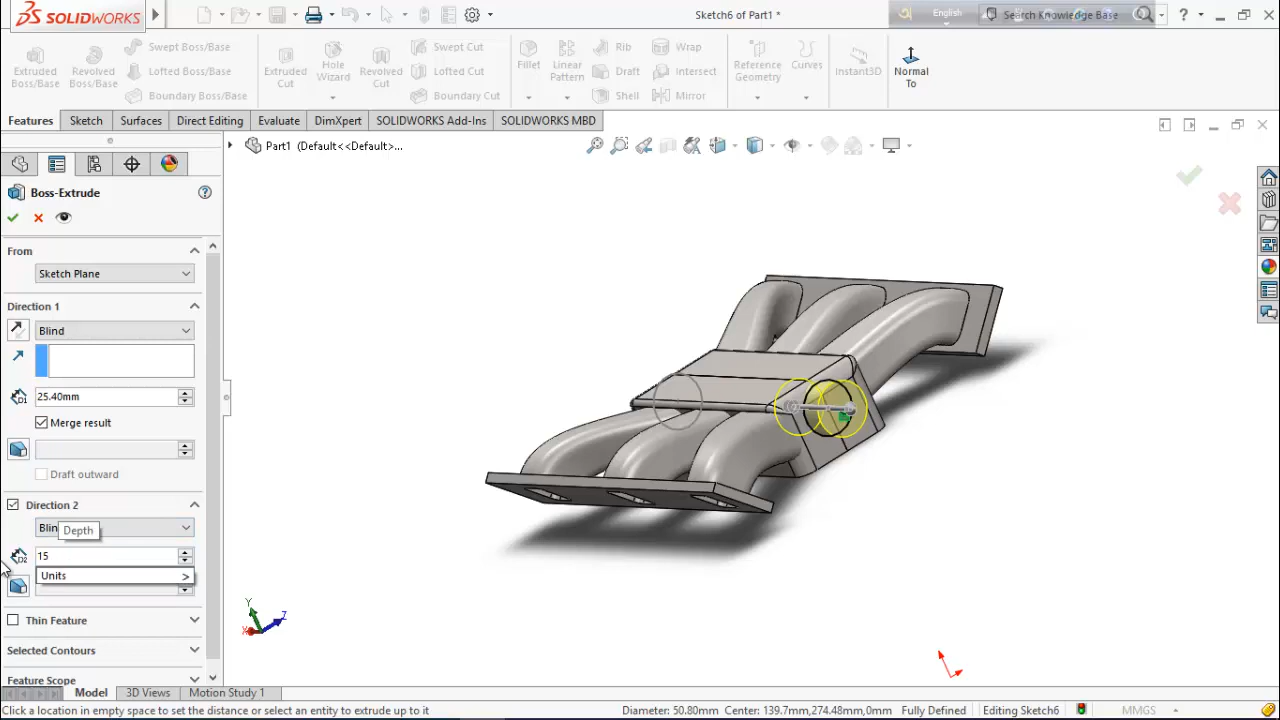 SOLIDWORKS
Sketch6 of Part1 *
English
Search Knowledge Base
?
Extruded Boss/Base
Revolved Boss/Base
Swept Boss/Base
Lofted Boss/Base
Boundary Boss/Base
Extruded Cut
Hole Wizard
Revolved Cut
Swept Cut
Lofted Cut
Boundary Cut
Fillet
Linear Pattern
Rib
Draft
Shell
Wrap
Intersect
Mirror
Reference Geometry
Curves
Instant3D
Normal To
Features
Sketch
Surfaces
Direct Editing
Evaluate
DimXpert
SOLIDWORKS Add-Ins
SOLIDWORKS MBD
Part1 (Default<<Default>...
Boss-Extrude
From
Sketch Plane
Direction 1
Blind
25.40mm
Merge result
Draft outward
Direction 2
Blin
Depth
15
Units >
Thin Feature
Selected Contours
Feature Scope
Y
Z
X
Model
3D Views
Motion Study 1
Click a location in empty space to set the distance or select an entity to extrude up to it
Diameter: 50.80mm Center: 139.7mm,274.48mm,0mm
Fully Defined
Editing Sketch6
MMGS